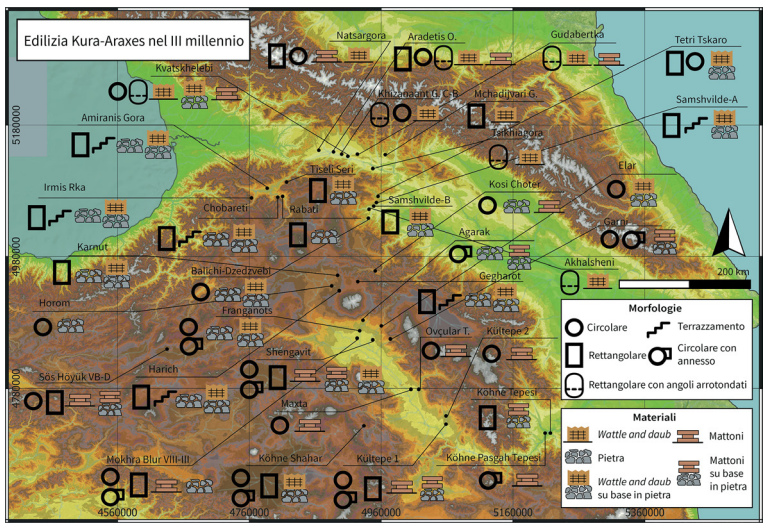 Edilizia Kura-Araxes nel III millennio
Natsargora
Aradetis O.
Gudabertka
Tetri Tskaro
Kvatskhelebi
Khizanaant G. C-B
Mchadijvari G.
Samshvilde-A
5180000
Amiranis Gora
Tsikhiagora
Tiseli Seri
Kosi Choter
Elar
Irmis Rka
Chobareti
Rabati
Samshvilde-B
Garni
Agarak
4980000
Karnut
Balichi-Dzedzvebi
Gegharot
Akhalsheni
200 km
Horom
Franganots
Ovçular T.
Kültepe 2
Morfologie
Circolare
Terrazzamento
Rettangolare
Circolare con
annesso
Rettangolare con angoli arrotondati
Shengavit
Harich
Sos Höyük VB-D
4780000
Maxta
Köhne Tepesi
Materiali
Wattle and daub
Mattoni
Pietra
Mattoni
su base
in pietra
Wattle and daub
su base in pietra
Mokhra Blur VIII-III
Köhne Shahar
Kültepe 1
Köhne Pasgah Tepesi
4560000
4760000
4960000
5160000
5360000